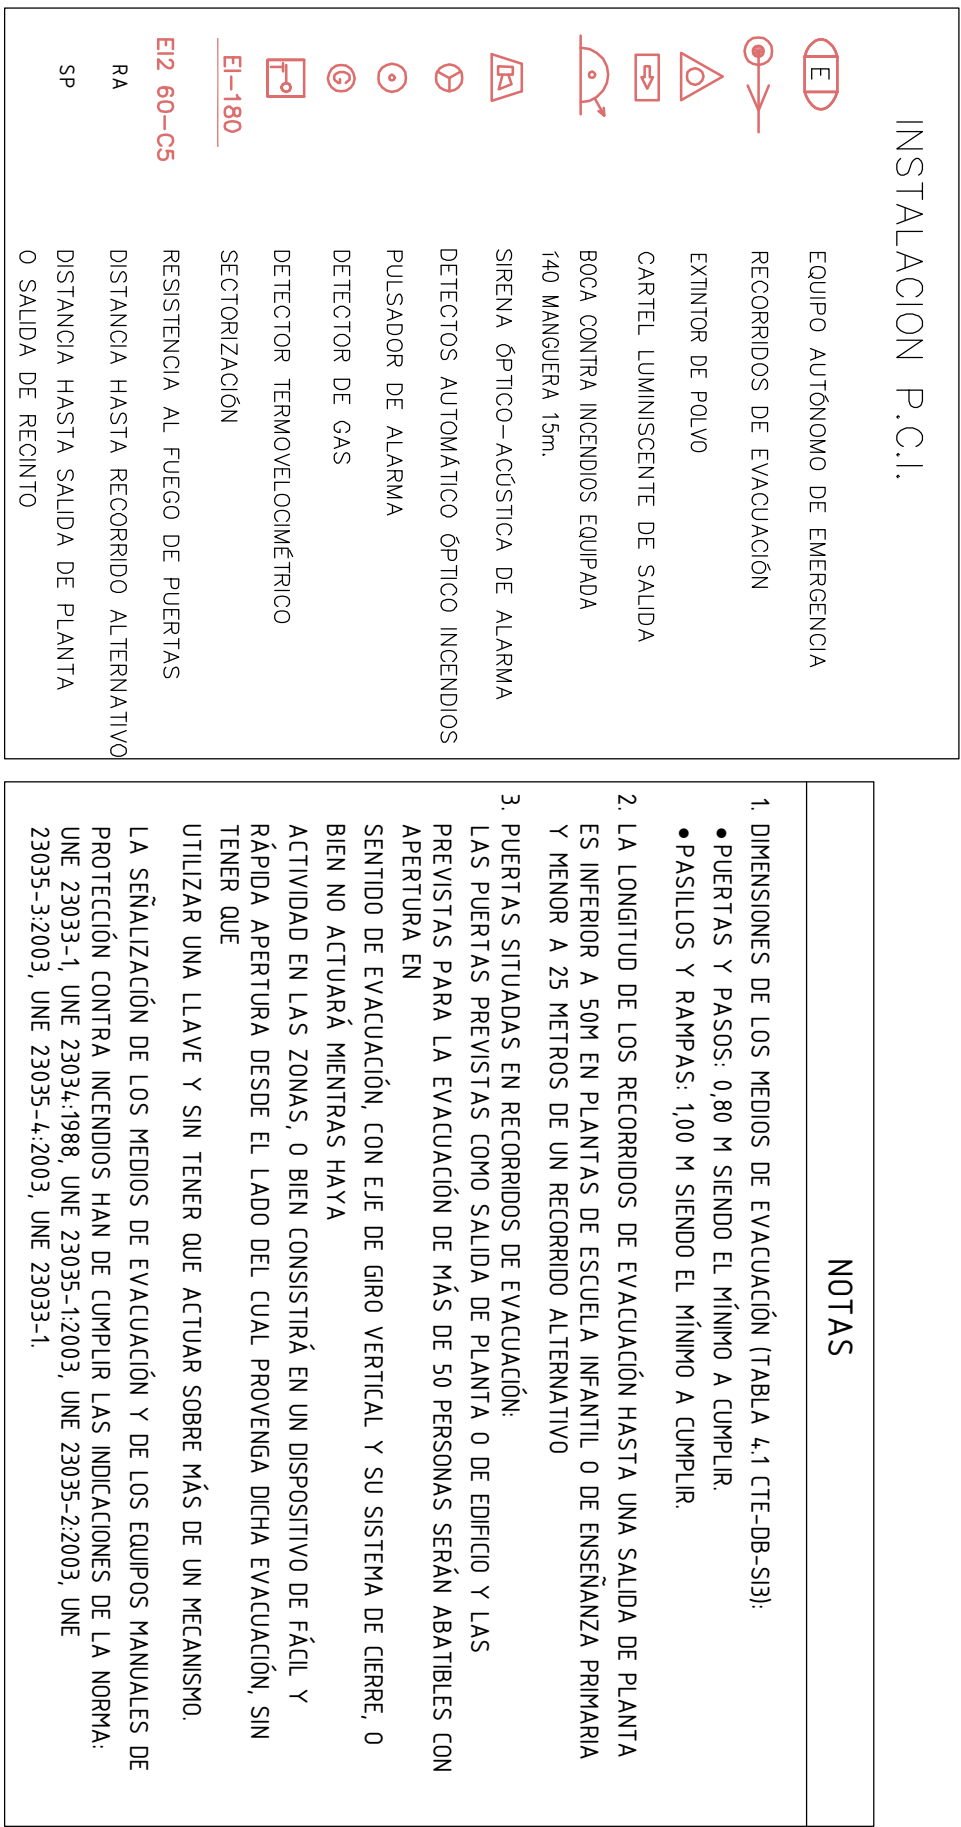 INSTALACION P.C.I.
E EQUIPO AUTÓNOMO DE EMERGENCIA
RECORRIDOS DE EVACUACIÓN
EXTINTOR DE POLVO
CARTEL LUMINISCENTE DE SALIDA
BOCA CONTRA INCENDIOS EQUIPADA
140 MANGUERA 15m.
SIRENA ÓPTICO-ACÚSTICA DE ALARMA
DETECTOS AUTOMÁTICO ÓPTICO INCENDIOS
PULSADOR DE ALARMA
G DETECTOR DE GAS
T DETECTOR TERMOVELOCIMÉTRICO
EI-180 SECTORIZACIÓN
EI2 60-C5 RESISTENCIA AL FUEGO DE PUERTAS
RA DISTANCIA HASTA RECORRIDO ALTERNATIVO
SP DISTANCIA HASTA SALIDA DE PLANTA
O SALIDA DE RECINTO
NOTAS
1. DIMENSIONES DE LOS MEDIOS DE EVACUACIÓN (TABLA 4.1 CTE-DB-SI3):
•PUERTAS Y PASOS: 0,80 M SIENDO EL MÍNIMO A CUMPLIR.
•PASILLOS Y RAMPAS: 1,00 M SIENDO EL MÍNIMO A CUMPLIR.
2. LA LONGITUD DE LOS RECORRIDOS DE EVACUACIÓN HASTA UNA SALIDA DE PLANTA
ES INFERIOR A 50M EN PLANTAS DE ESCUELA INFANTIL O DE ENSEÑANZA PRIMARIA
Y MENOR A 25 METROS DE UN RECORRIDO ALTERNATIVO
3. PUERTAS SITUADAS EN RECORRIDOS DE EVACUACIÓN:
LAS PUERTAS PREVISTAS COMO SALIDA DE PLANTA O DE EDIFICIO Y LAS
PREVISTAS PARA LA EVACUACIÓN DE MÁS DE 50 PERSONAS SERÁN ABATIBLES CON
APERTURA EN
SENTIDO DE EVACUACIÓN, CON EJE DE GIRO VERTICAL Y SU SISTEMA DE CIERRE, O
BIEN NO ACTUARÁ MIENTRAS HAYA
ACTIVIDAD EN LAS ZONAS, O BIEN CONSISTIRÁ EN UN DISPOSITIVO DE FÁCIL Y
RÁPIDA APERTURA DESDE EL LADO DEL CUAL PROVENGA DICHA EVACUACIÓN, SIN
TENER QUE
UTILIZAR UNA LLAVE Y SIN TENER QUE ACTUAR SOBRE MÁS DE UN MECANISMO.
LA SEÑALIZACIÓN DE LOS MEDIOS DE EVACUACIÓN Y DE LOS EQUIPOS MANUALES DE
PROTECCIÓN CONTRA INCENDIOS HAN DE CUMPLIR LAS INDICACIONES DE LA NORMA:
UNE 23033-1, UNE 23034:1988, UNE 23035-1:2003, UNE 23035-2:2003, UNE
23035-3:2003, UNE 23035-4:2003, UNE 23033-1.